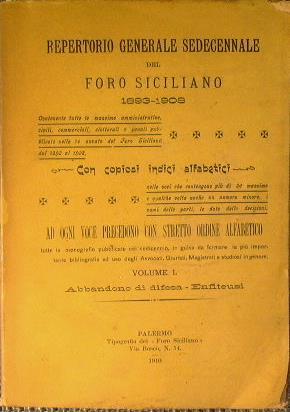 REPERTORIO GENERALE SEDECENNALE
DEL
FORO SICILIANO
1893-1908
Contenente tutte le massime amministrative,
civili, commerciali, elettorali e penali pub-
blicate nelle 16 annate del Foro Siciliano
dal 1893 al 1908.
Con copiosi indici alfabetici
nelle voci che contengono più di 20 massime
e qualche volta anche un numero minore, i
nomi delle parti, le date delle decisioni.
AD OGNI VOCE PRECEDONO CON STRETTO ORDINE ALFABETICO
tutte le monografie pubblicate nel sedecennio, in guisa da formare la più impor-
tante bibliografia ad uso degli Avvocati, Giuristi, Magistrati e studiosi in genere.
VOLUME I.
Abbandono di difesa - Enfiteusi
PALERMO
Tipografia del «Foro Siciliano»
Via Bosco, N. 74.
1910